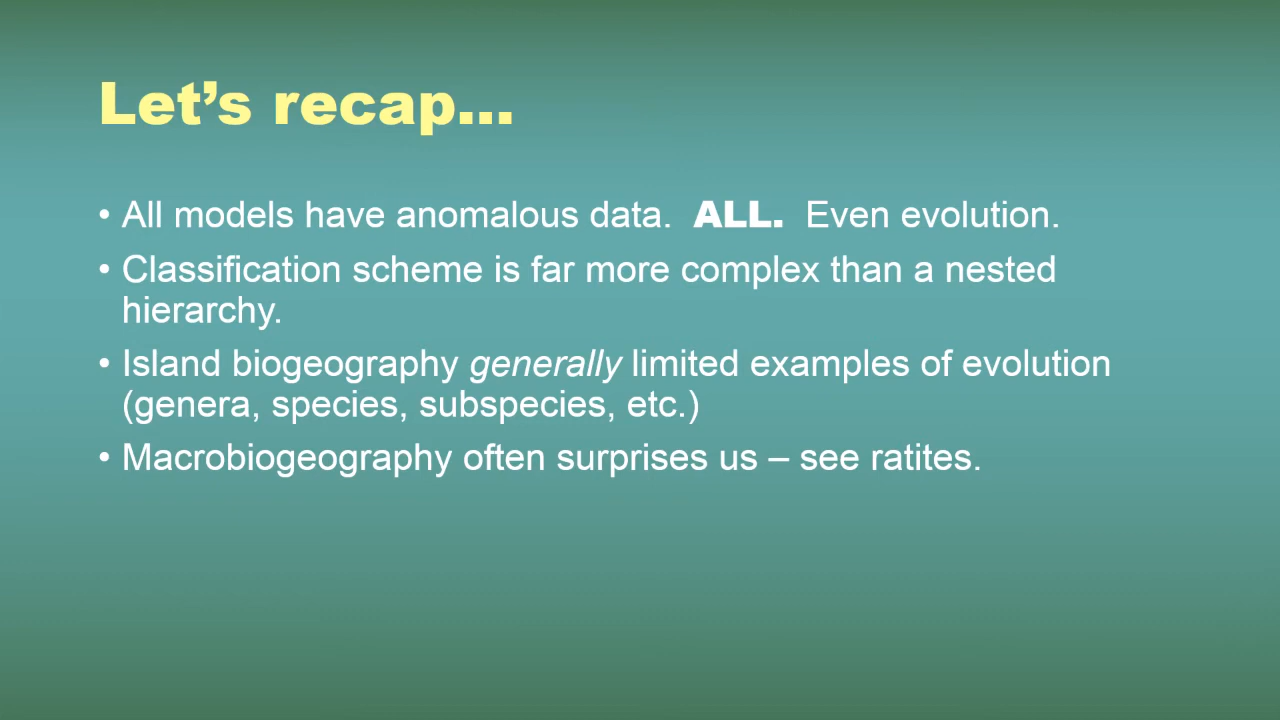 Let’s recap…
• All models have anomalous data.  ALL.  Even evolution.
• Classification scheme is far more complex than a nested
hierarchy.
• Island biogeography generally limited examples of evolution
(genera, species, subspecies, etc.)
• Macrobiogeography often surprises us – see ratites.